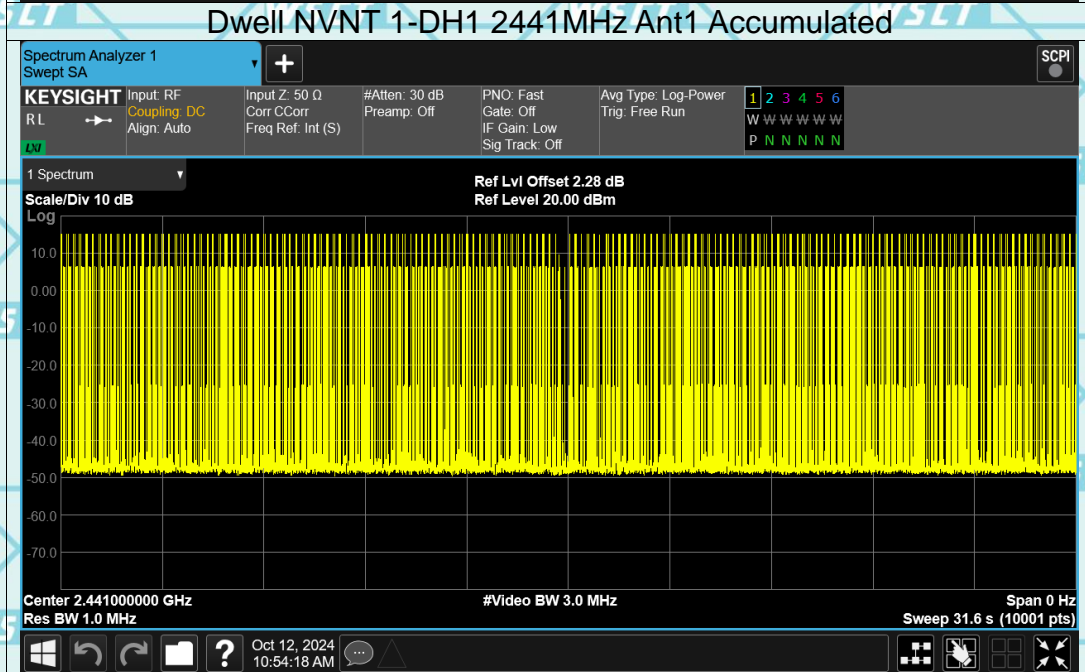 Dwell NVNT 1-DH1 2441MHz Ant1 Accumulated
Spectrum Analyzer 1
Swept SA
+
SCPI
KEYSIGHT
R L
LXI
Input: RF
Coupling: DC
Align: Auto
Input Z: 50 Ω
Corr CCorr
Freq Ref: Int (S)
#Atten: 30 dB
Preamp: Off
PNO: Fast
Gate: Off
IF Gain: Low
Sig Track: Off
Avg Type: Log-Power
Trig: Free Run
1 2 3 4 5 6
W W W W W W
P N N N N N
1 Spectrum
Scale/Div 10 dB
Ref Lvl Offset 2.28 dB
Ref Level 20.00 dBm
Log
10.0
0.00
-10.0
-20.0
-30.0
-40.0
-50.0
-60.0
-70.0
Center 2.441000000 GHz
Res BW 1.0 MHz
#Video BW 3.0 MHz
Span 0 Hz
Sweep 31.6 s (10001 pts)
?
Oct 12, 2024
10:54:18 AM